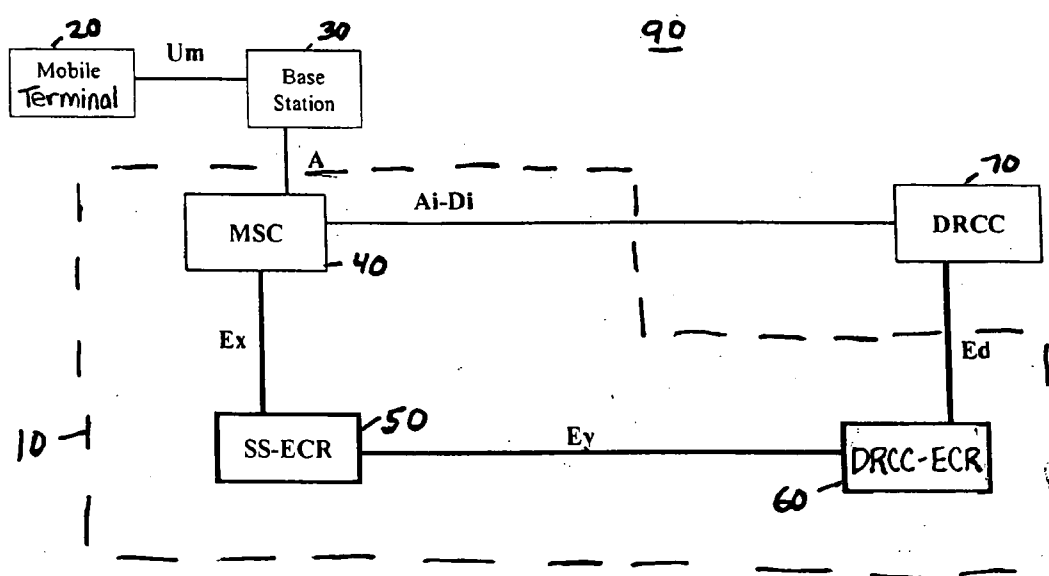 20
Mobile
Terminal
Um
30
Base
Station
90
A
MSC
40
Ai-Di
70
DRCC
Ex
Ed
10
SS-ECR
50
Ey
DRCC-ECR
60